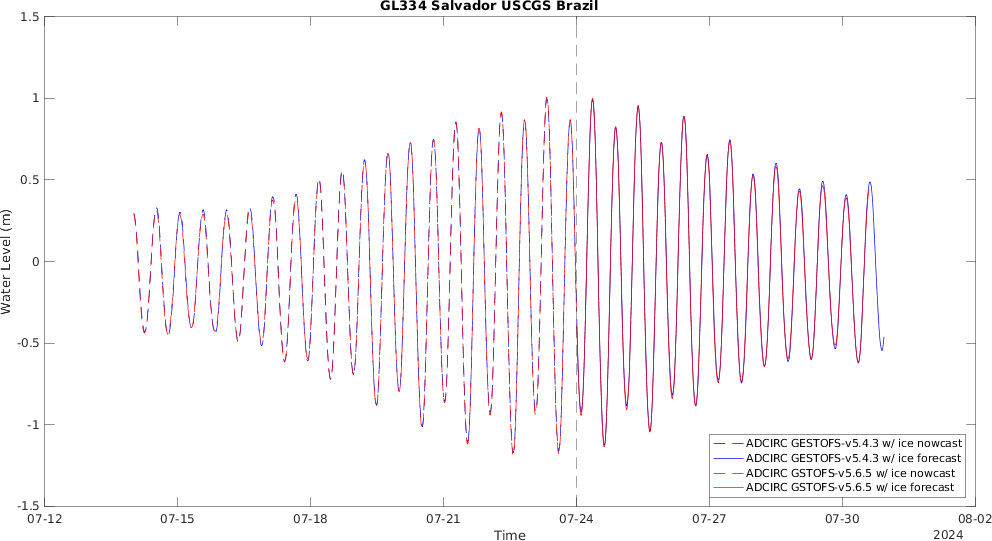 GL334 Salvador USCGS Brazil
1.5
1
0.5
0
-0.5
-1
-1.5
Water Level (m)
ADCIRC GESTOFS-v5.4.3 w/ ice nowcast
ADCIRC GESTOFS-v5.4.3 w/ ice forecast
ADCIRC GSTOFS-v5.6.5 w/ ice nowcast
ADCIRC GSTOFS-v5.6.5 w/ ice forecast
07-12 07-15 07-18 07-21 07-24 07-27 07-30 08-02
Time
2024